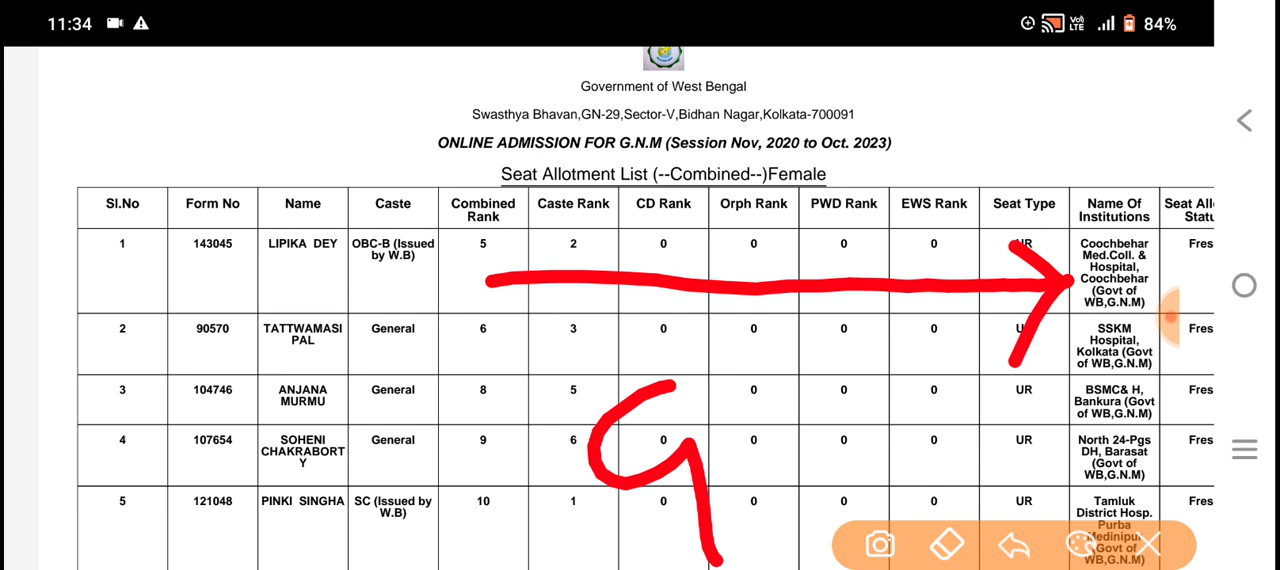 11:34 Vo) LTE 84%
Government of West Bengal
Swasthya Bhavan,GN-29,Sector-V,Bidhan Nagar,Kolkata-700091
ONLINE ADMISSION FOR G.N.M (Session Nov, 2020 to Oct. 2023)
Seat Allotment List (--Combined--)Female
Sl.No Form No Name Caste Combined Rank Caste Rank CD Rank Orph Rank PWD Rank EWS Rank Seat Type Name Of Institutions Seat All Statu
1 143045 LIPIKA DEY OBC-B (Issued by W.B) 5 2 0 0 0 0 UR Coochbehar Med.Coll. & Hospital, Coochbehar (Govt of WB,G.N.M) Fres
2 90570 TATTWAMASI PAL General 6 3 0 0 0 0 U SSKM Hospital, Kolkata (Govt of WB,G.N.M) Fres
3 104746 ANJANA MURMU General 8 5 0 0 0 UR BSMC& H, Bankura (Govt of WB,G.N.M) Fres
4 107654 SOHENI CHAKRABORT Y General 9 6 0 0 0 0 UR North 24-Pgs DH, Barasat (Govt of WB,G.N.M) Fres
5 121048 PINKI SINGHA SC (Issued by W.B) 10 1 0 0 0 0 UR Tamluk District Hosp. Purba Medinipur (Govt of WB,G.N.M) Fres